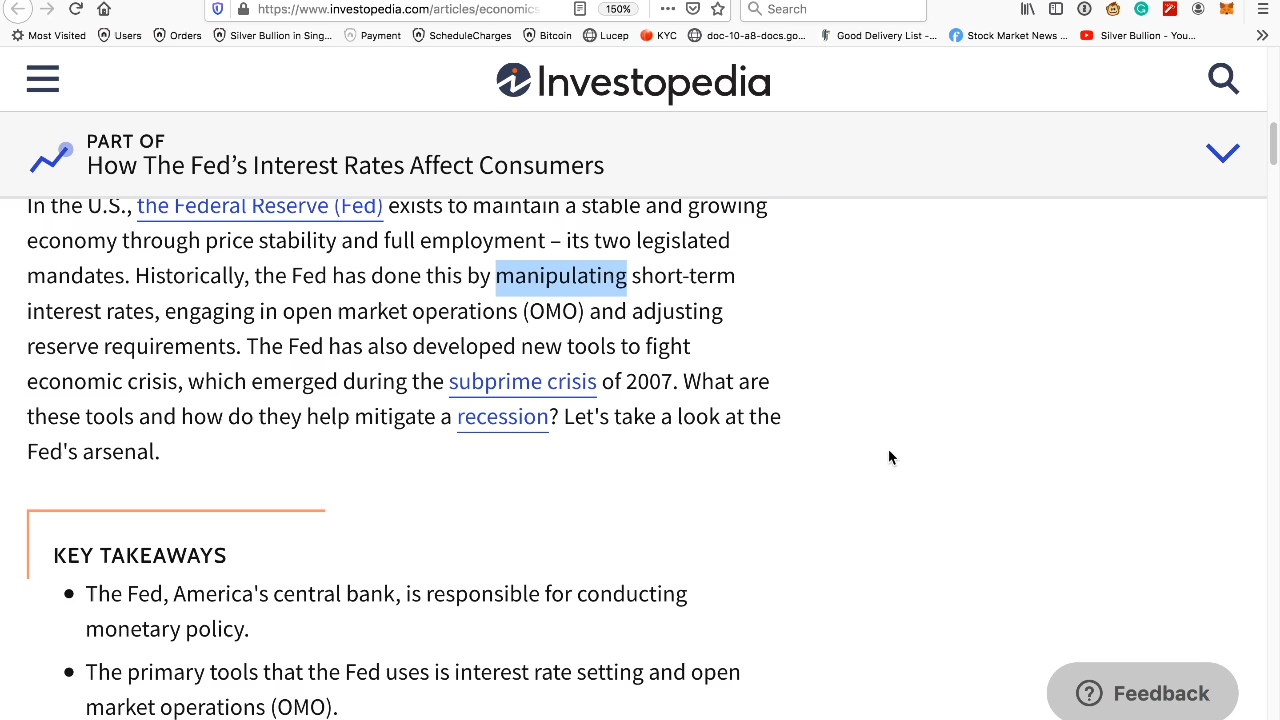 https://www.investopedia.com/articles/economics
150%
Search
Most Visited
Users
Orders
Silver Bullion in Sing...
Payment
ScheduleCharges
Bitcoin
Lucep
KYC
doc-10-a8-docs.go...
Good Delivery List -...
Stock Market News ...
Silver Bullion - You...
Investopedia
PART OF
How The Fed’s Interest Rates Affect Consumers
In the U.S., the Federal Reserve (Fed) exists to maintain a stable and growing
economy through price stability and full employment – its two legislated
mandates. Historically, the Fed has done this by manipulating short-term
interest rates, engaging in open market operations (OMO) and adjusting
reserve requirements. The Fed has also developed new tools to fight
economic crisis, which emerged during the subprime crisis of 2007. What are
these tools and how do they help mitigate a recession? Let's take a look at the
Fed's arsenal.
KEY TAKEAWAYS
• The Fed, America's central bank, is responsible for conducting
monetary policy.
• The primary tools that the Fed uses is interest rate setting and open
market operations (OMO).
Feedback